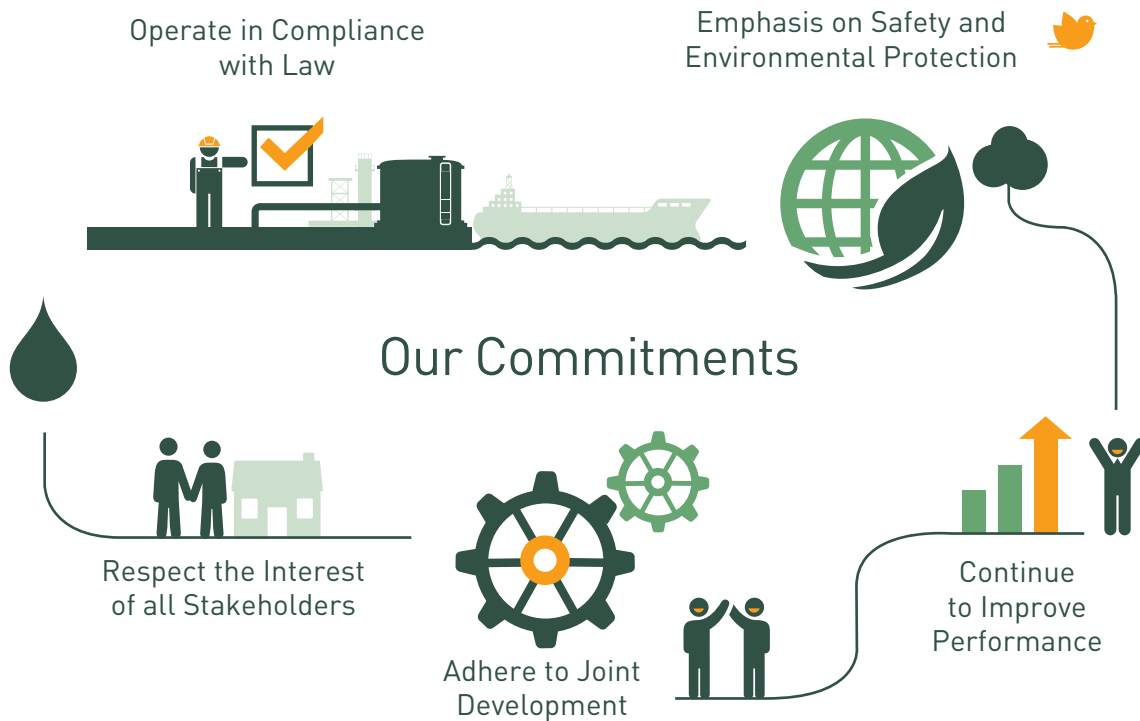 Operate in Compliance
with Law
Emphasis on Safety and
Environmental Protection
Our Commitments
Respect the Interest
of all Stakeholders
Adhere to Joint
Development
Continue
to Improve
Performance